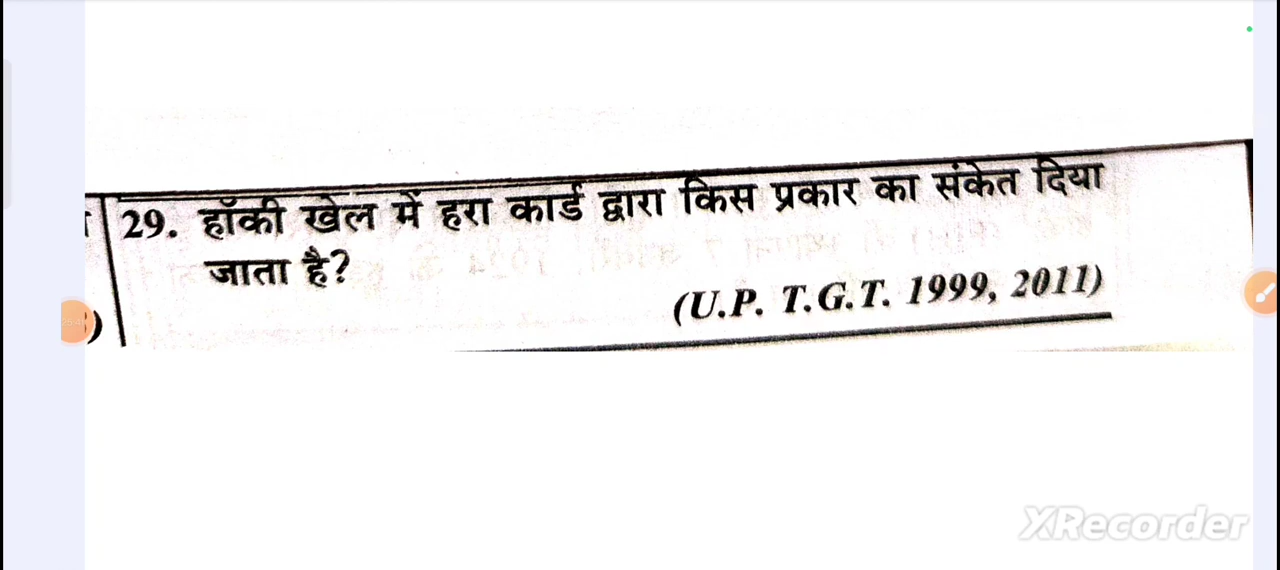 29. हॉकी खेल में हरा कार्ड द्वारा किस प्रकार का संकेत दिया
जाता है?
(U.P. T.G.T. 1999, 2011)
XRecorder